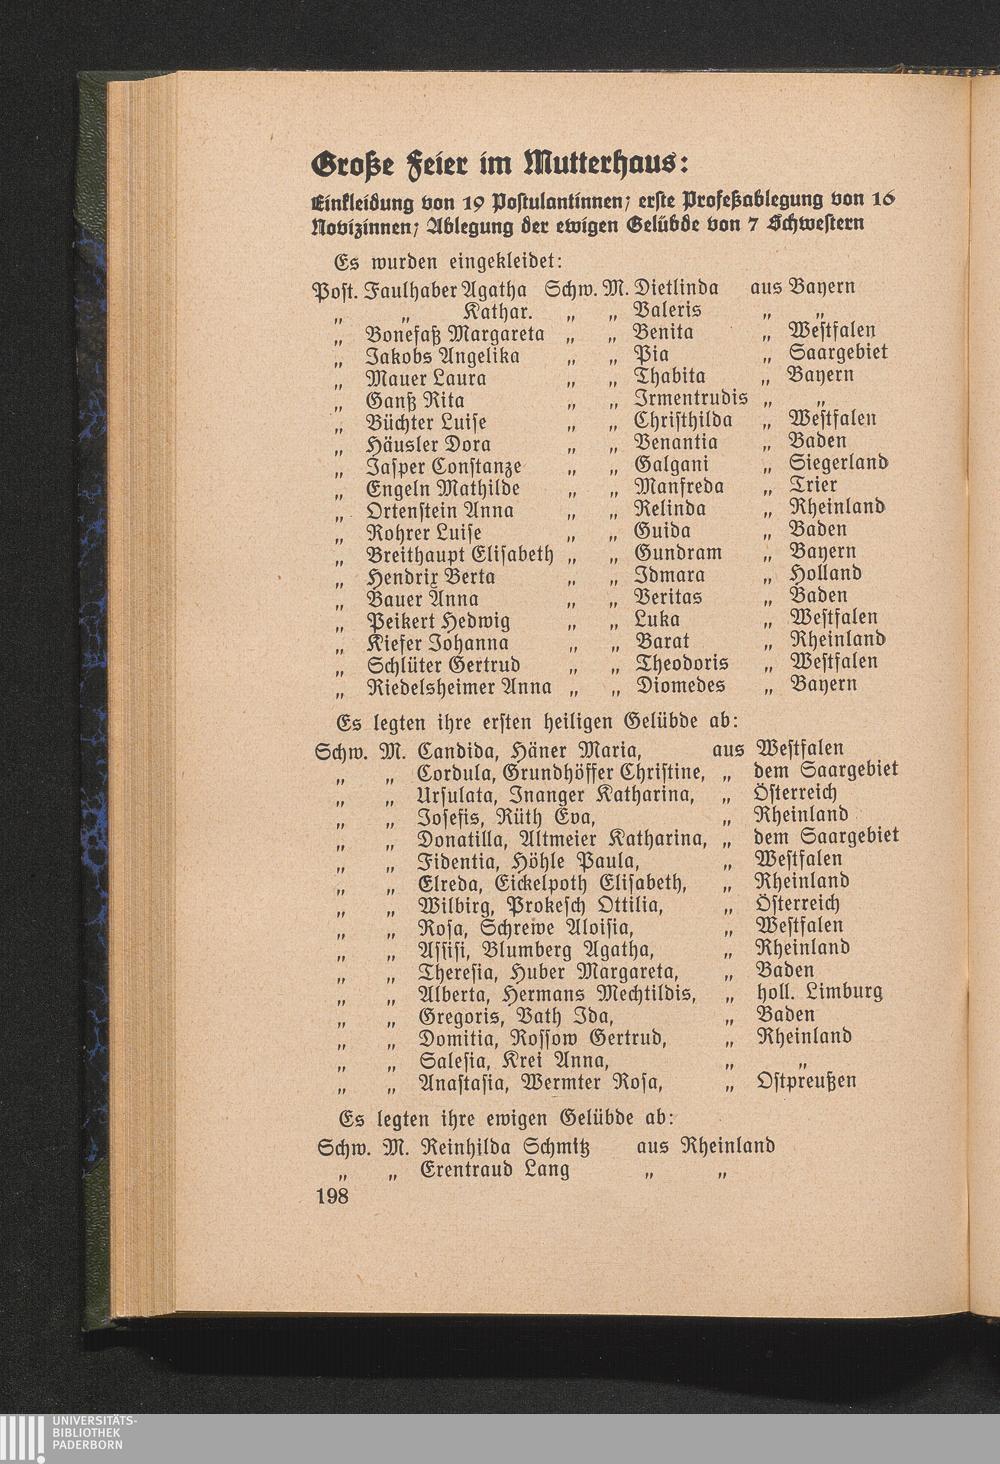 Große Feier im Mutterhaus:
Einkleidung von 19 Postulantinnen; erste Profeßablegung von 16
Novizinnen; Ablegung der ewigen Gelübde von 7 Schwestern
Es wurden eingekleidet:
Post. Faulhaber Agatha Schw. M. Dietlinda aus Bayern
„ „ Kathar. „ „ Valeris „ „
„ Bonefaß Margareta „ „ Benita „ Westfalen
„ Jakobs Angelika „ „ Pia „ Saargebiet
„ Mauer Laura „ „ Thabita „ Bayern
„ Ganß Rita „ „ Irmentrudis „ „
„ Büchter Luise „ „ Christhilda „ Westfalen
„ Häusler Dora „ „ Venantia „ Baden
„ Jasper Constanze „ „ Galgani „ Siegerland
„ Engeln Mathilde „ „ Manfreda „ Trier
„ Ortenstein Anna „ „ Relinda „ Rheinland
„ Rohrer Luise „ „ Guida „ Baden
„ Breithaupt Elisabeth „ „ Gundram „ Bayern
„ Hendrix Berta „ „ Idmara „ Holland
„ Bauer Anna „ „ Veritas „ Baden
„ Peikert Hedwig „ „ Luka „ Westfalen
„ Kiefer Johanna „ „ Barat „ Rheinland
„ Schlüter Gertrud „ „ Theodoris „ Westfalen
„ Riedelsheimer Anna „ „ Diomedes „ Bayern
Es legten ihre ersten heiligen Gelübde ab:
Schw. M. Candida, Häner Maria, aus Westfalen
„ „ Cordula, Grundhöffer Christine, „ dem Saargebiet
„ „ Ursulata, Inanger Katharina, „ Österreich
„ „ Josefis, Rüth Eva, „ Rheinland
„ „ Donatilla, Altmeier Katharina, „ dem Saargebiet
„ „ Fidentia, Höhle Paula, „ Westfalen
„ „ Elreda, Eickelpoth Elisabeth, „ Rheinland
„ „ Wilbirg, Prokesch Ottilia, „ Österreich
„ „ Rosa, Schreiwe Aloisia, „ Westfalen
„ „ Assisi, Blumberg Agatha, „ Rheinland
„ „ Theresia, Huber Margareta, „ Baden
„ „ Alberta, Hermans Mechtildis, „ holl. Limburg
„ „ Gregoris, Vath Ida, „ Baden
„ „ Domitia, Rossow Gertrud, „ Rheinland
„ „ Salesia, Krei Anna, „ „
„ „ Anastasia, Wermter Rosa, „ Ostpreußen
Es legten ihre ewigen Gelübde ab:
Schw. M. Reinhilda Schmitz aus Rheinland
„ „ Erentraud Lang „ „
198
UNIVERSITÄTS-
BIBLIOTHEK
PADERBORN